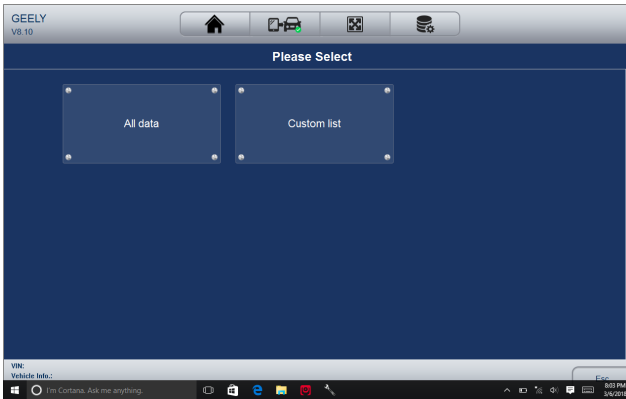 GEELY
V8.10
Please Select
All data
Custom list
VIN:
Vehicle Info.:
Esc
I'm Cortana. Ask me anything.
8:03 PM
3/6/2018